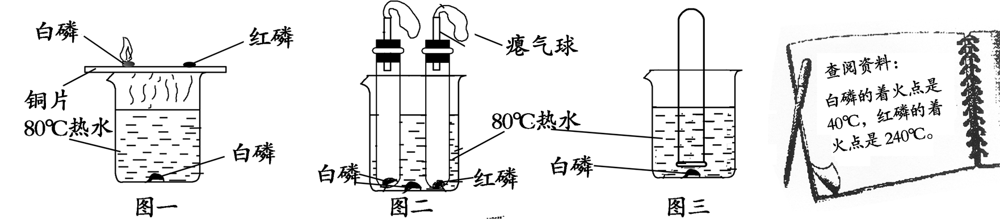 白磷
红磷
铜片
80℃热水
白磷
图一
瘪气球
80℃热水
白磷
红磷
图二
白磷
图三
查阅资料：
白磷的着火点是
40℃，红磷的着
火点是240℃。